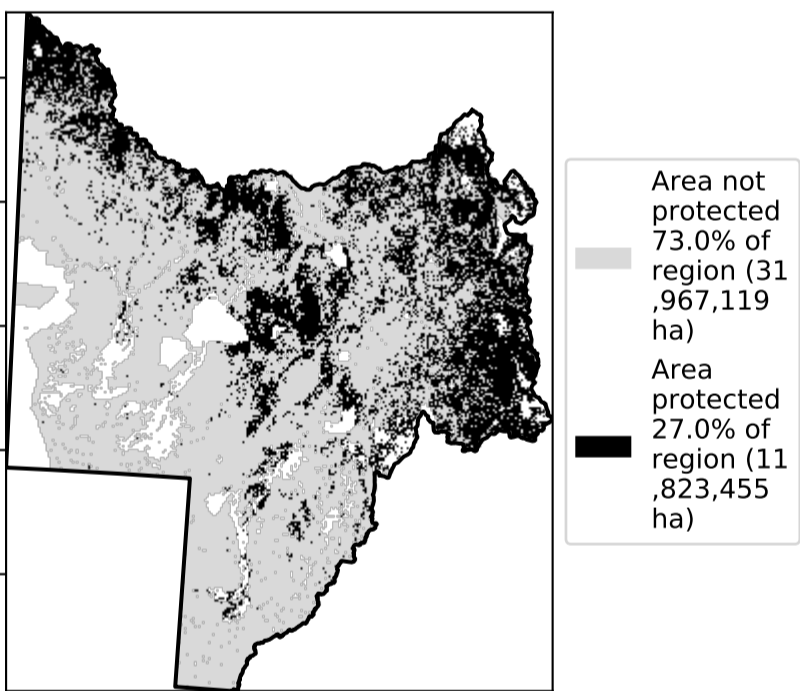 Area not
protected
73.0% of
region (31
,967,119
ha)
Area
protected
27.0% of
region (11
,823,455
ha)